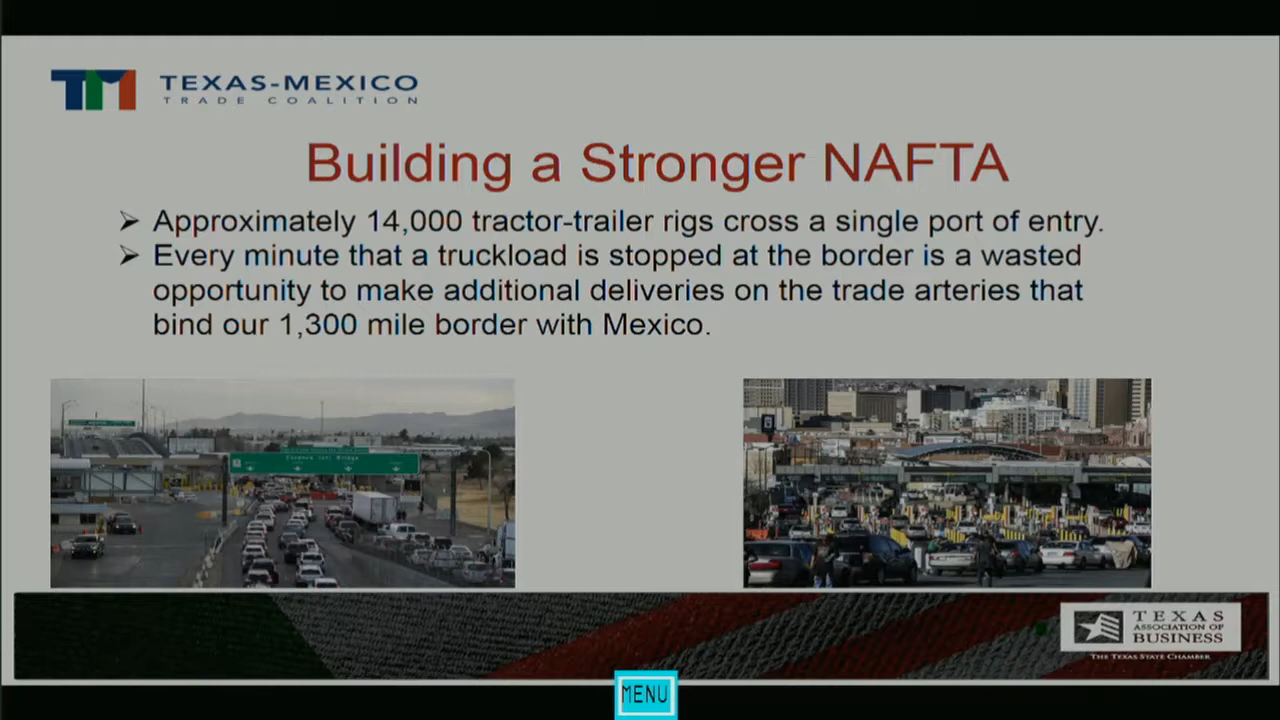 TEXAS-MEXICO
TRADE COALITION
Building a Stronger NAFTA
➢ Approximately 14,000 tractor-trailer rigs cross a single port of entry.
➢ Every minute that a truckload is stopped at the border is a wasted
opportunity to make additional deliveries on the trade arteries that
bind our 1,300 mile border with Mexico.
TEXAS
ASSOCIATION OF
BUSINESS
THE TEXAS STATE CHAMBER
MENU